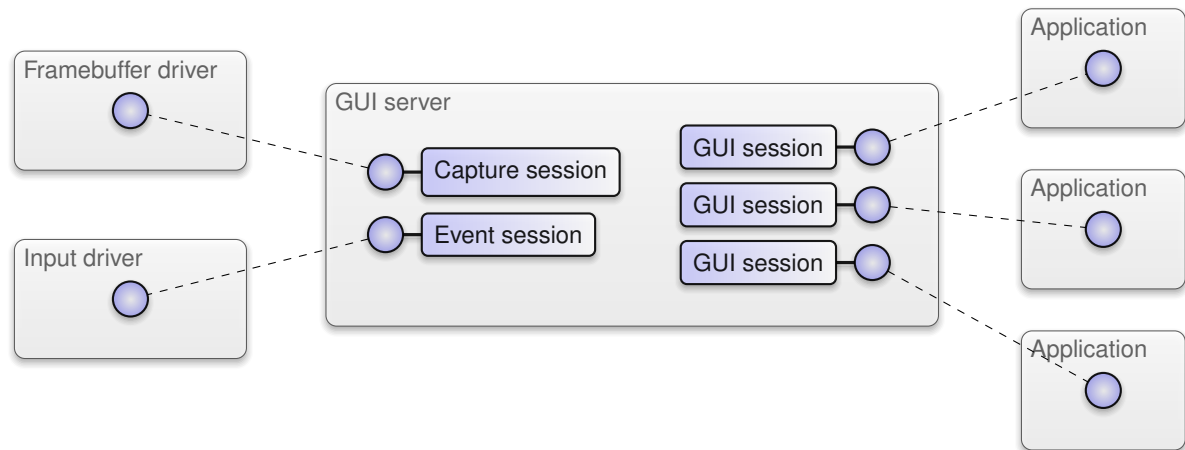 Framebuffer driver
Input driver
GUI server
Capture session
Event session
GUI session
GUI session
GUI session
Application
Application
Application